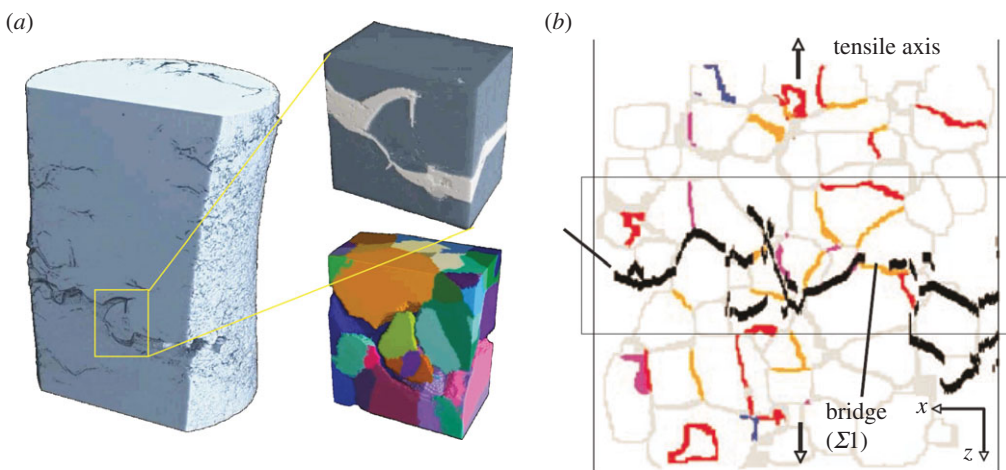 (a)
(b)
tensile axis
bridge
(Σ1)
x
z